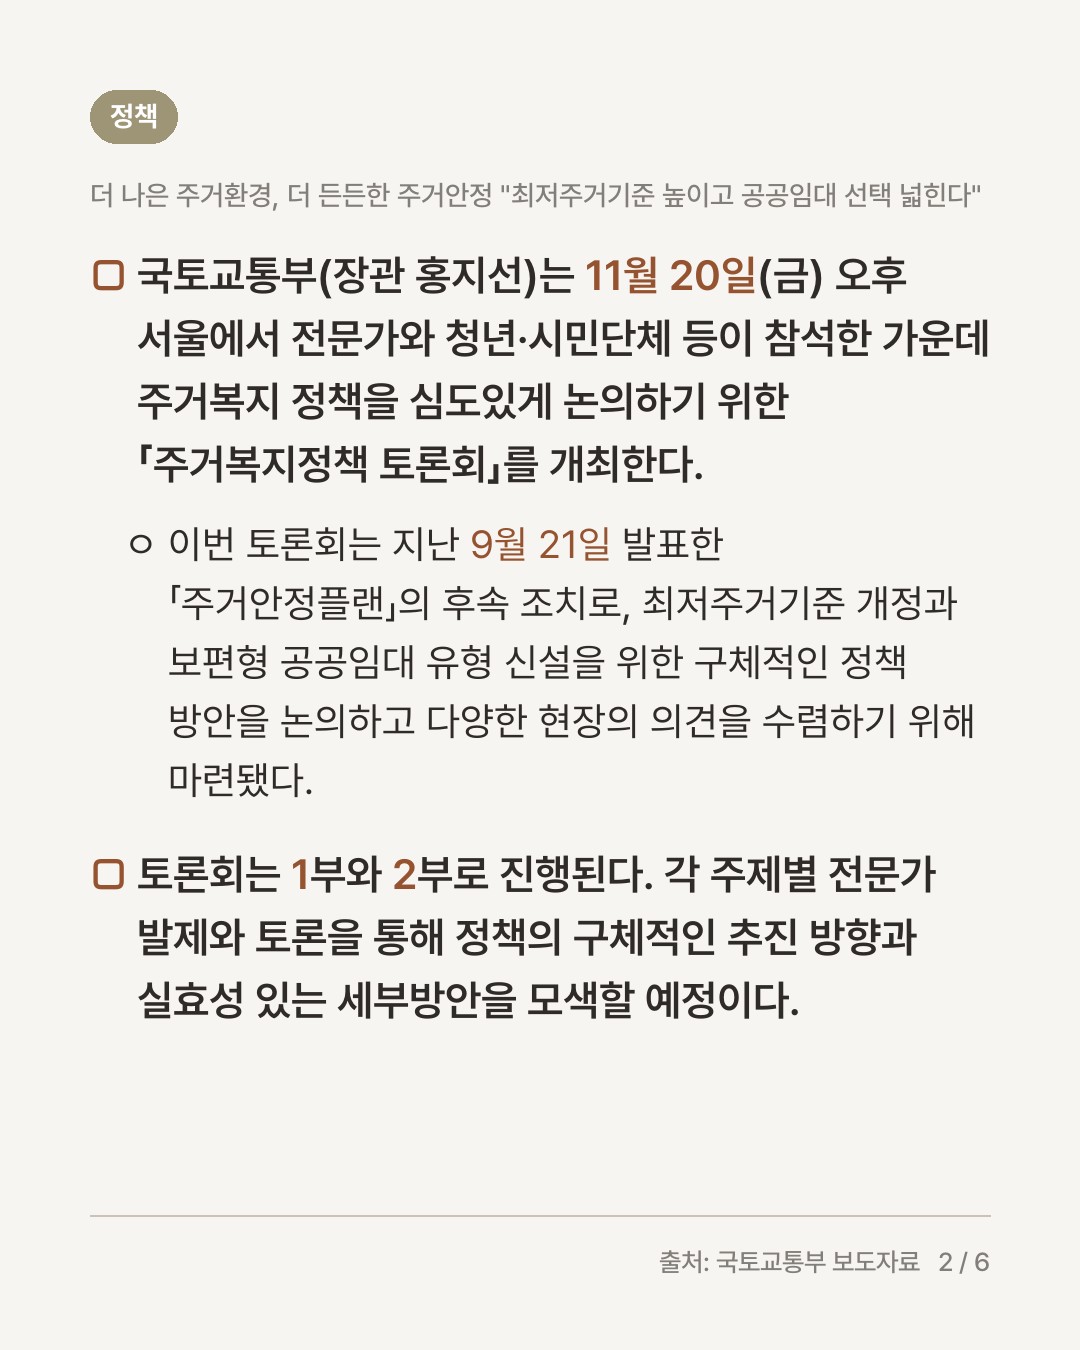 정책
더 나은 주거환경, 더 든든한 주거안정 "최저주거기준 높이고 공공임대 선택 넓힌다"
□ 국토교통부(장관 홍지선)는 11월 20일(금) 오후
서울에서 전문가와 청년·시민단체 등이 참석한 가운데
주거복지 정책을 심도있게 논의하기 위한
「주거복지정책 토론회」를 개최한다.
ㅇ 이번 토론회는 지난 9월 21일 발표한
「주거안정플랜」의 후속 조치로, 최저주거기준 개정과
보편형 공공임대 유형 신설을 위한 구체적인 정책
방안을 논의하고 다양한 현장의 의견을 수렴하기 위해
마련됐다.
□ 토론회는 1부와 2부로 진행된다. 각 주제별 전문가
발제와 토론을 통해 정책의 구체적인 추진 방향과
실효성 있는 세부방안을 모색할 예정이다.
출처: 국토교통부 보도자료 2 / 6